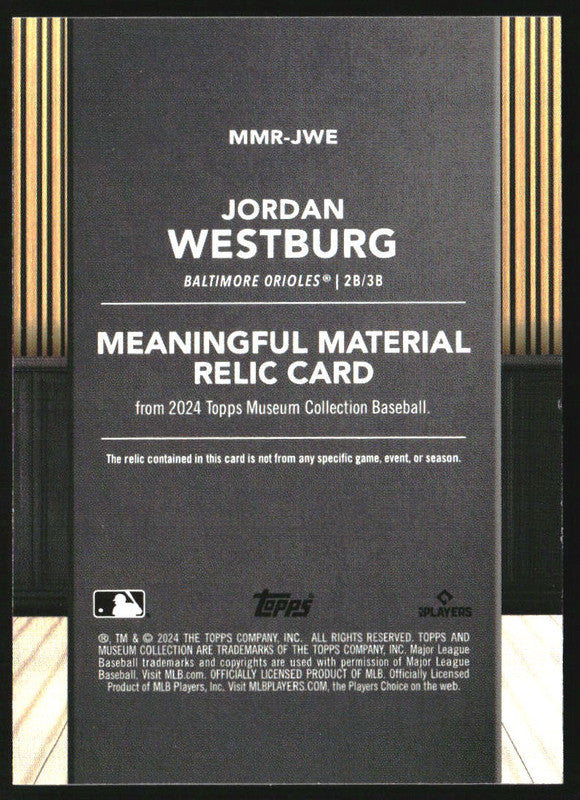 MMR-JWE
JORDAN
WESTBURG
BALTIMORE ORIOLES® | 2B/3B
MEANINGFUL MATERIAL
RELIC CARD
from 2024 Topps Museum Collection Baseball.
The relic contained in this card is not from any specific game, event, or season.
Topps
PLAYERS
®, TM & © 2024 THE TOPPS COMPANY, INC. ALL RIGHTS RESERVED. TOPPS AND
MUSEUM COLLECTION ARE TRADEMARKS OF THE TOPPS COMPANY, INC. Major League
Baseball trademarks and copyrights are used with permission of Major League
Baseball. Visit MLB.com. OFFICIALLY LICENSED PRODUCT OF MLB. Officially Licensed
Product of MLB Players, Inc. Visit MLBPLAYERS.COM, the Players Choice on the web.